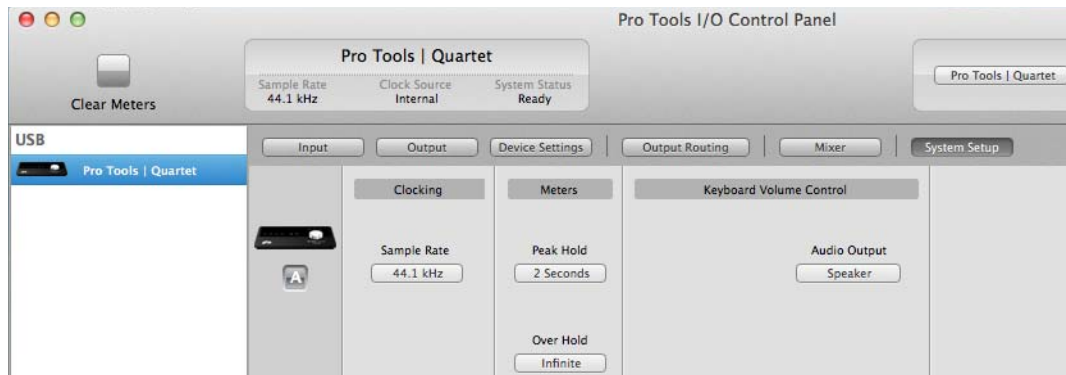 Pro Tools I/O Control Panel
Clear Meters
Pro Tools | Quartet
Sample Rate
44.1 kHz
Clock Source
Internal
System Status
Ready
Pro Tools | Quartet
USB
Pro Tools | Quartet
Input
Output
Device Settings
Output Routing
Mixer
System Setup
A
Clocking
Sample Rate
44.1 kHz
Meters
Peak Hold
2 Seconds
Over Hold
Infinite
Keyboard Volume Control
Audio Output
Speaker